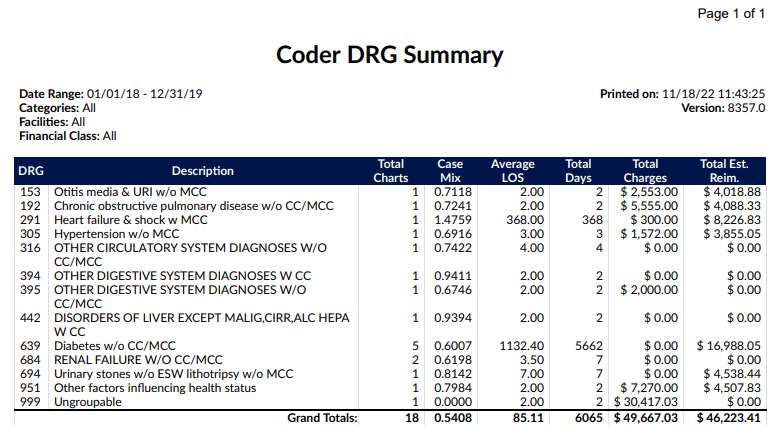 Page 1 of 1
Coder DRG Summary
Date Range: 01/01/18 - 12/31/19 Printed on: 11/18/22 11:43:25
Categories: All Version: 8357.0
Facilities: All
Financial Class: All
DRG Description Total Charts Case Mix Average LOS Total Days Total Charges Total Est. Reim.
153 Otitis media & URI w/o MCC 1 0.7118 2.00 2 $ 2,553.00 $ 4,018.88
192 Chronic obstructive pulmonary disease w/o CC/MCC 1 0.7241 2.00 2 $ 5,555.00 $ 4,088.33
291 Heart failure & shock w MCC 1 1.4759 368.00 368 $ 300.00 $ 8,226.83
305 Hypertension w/o MCC 1 0.6916 3.00 3 $ 1,572.00 $ 3,855.05
316 OTHER CIRCULATORY SYSTEM DIAGNOSES W/O 1 0.7422 4.00 4 $ 0.00 $ 0.00
CC/MCC
394 OTHER DIGESTIVE SYSTEM DIAGNOSES W CC 1 0.9411 2.00 2 $ 0.00 $ 0.00
395 OTHER DIGESTIVE SYSTEM DIAGNOSES W/O 1 0.6746 2.00 2 $ 2,000.00 $ 0.00
CC/MCC
442 DISORDERS OF LIVER EXCEPT MALIG,CIRR,ALC HEPA 1 0.9394 2.00 2 $ 0.00 $ 0.00
W CC
639 Diabetes w/o CC/MCC 5 0.6007 1132.40 5662 $ 0.00 $ 16,988.05
684 RENAL FAILURE W/O CC/MCC 2 0.6198 3.50 7 $ 0.00 $ 0.00
694 Urinary stones w/o ESW lithotripsy w/o MCC 1 0.8142 7.00 7 $ 0.00 $ 4,538.44
951 Other factors influencing health status 1 0.7984 2.00 2 $ 7,270.00 $ 4,507.83
999 Ungroupable 1 0.0000 2.00 2 $ 30,417.03 $ 0.00
Grand Totals: 18 0.5408 85.11 6065 $ 49,667.03 $ 46,223.41